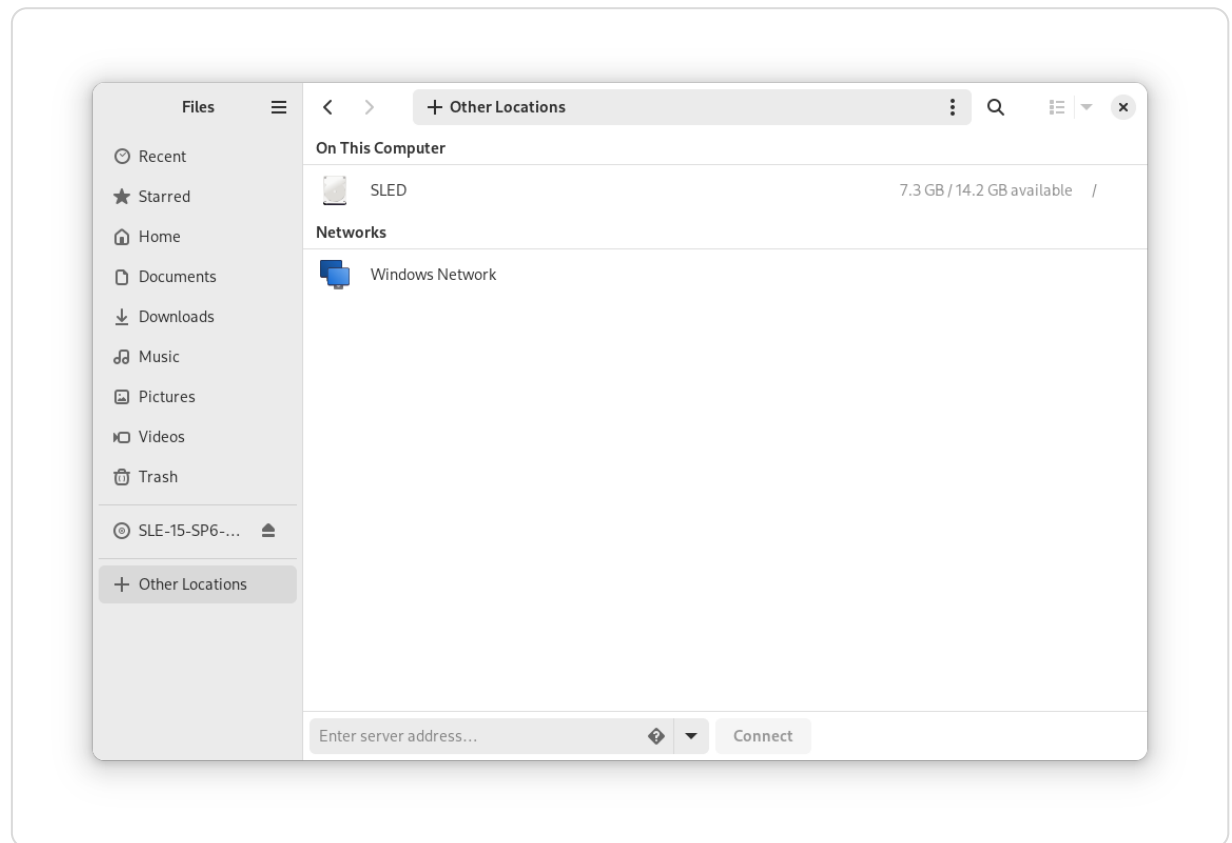 Files
Other Locations
Recent
Starred
Home
Documents
Downloads
Music
Pictures
Videos
Trash
SLE-15-SP6-...
Other Locations
On This Computer
SLED 7.3 GB / 14.2 GB available /
Networks
Windows Network
Enter server address... Connect